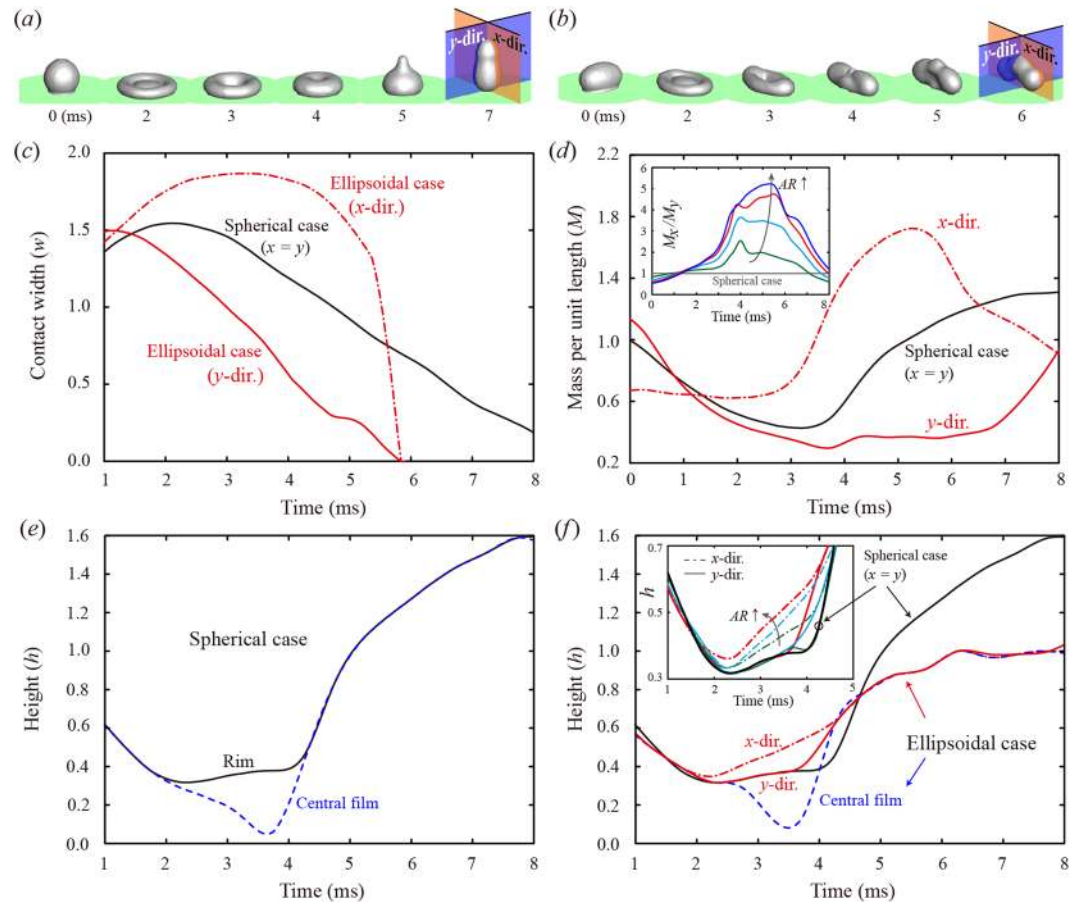 (a)
y-dir.
x-dir.
0 (ms)
2
3
4
5
7
(b)
y-dir.
x-dir.
0 (ms)
2
3
4
5
6
(c)
2.0
1.5
1.0
0.5
0.0
Contact width (w)
Ellipsoidal case
(x-dir.)
Spherical case
(x = y)
Ellipsoidal case
(y-dir.)
1 2 3 4 5 6 7 8
Time (ms)
(d)
2.2
1.8
1.4
1.0
0.6
0.2
Mass per unit length (M)
6
5
4
3
2
1
0
Mx/My
AR ↑
Spherical case
0 2 4 6 8
Time (ms)
x-dir.
Spherical case
(x = y)
y-dir.
0 1 2 3 4 5 6 7 8
Time (ms)
(e)
1.6
1.4
1.2
1.0
0.8
0.6
0.4
0.2
0.0
Height (h)
Spherical case
Rim
Central film
1 2 3 4 5 6 7 8
Time (ms)
(f)
1.6
1.4
1.2
1.0
0.8
0.6
0.4
0.2
0.0
Height (h)
0.7
0.5
0.3
h
x-dir.
y-dir.
AR ↑
1 2 3 4 5
Time (ms)
Spherical case
(x = y)
x-dir.
y-dir.
Ellipsoidal case
Central film
1 2 3 4 5 6 7 8
Time (ms)